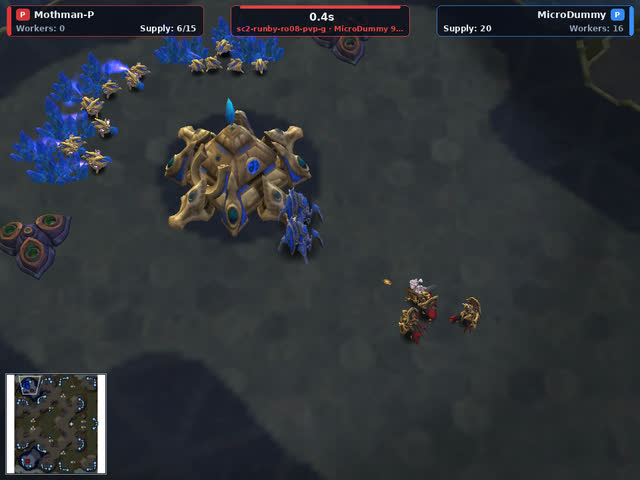 P Mothman-P
Workers: 0 Supply: 6/15
0.4s
sc2-runby-ro08-pvp-g · MicroDummy 9...
MicroDummy P
Supply: 20 Workers: 16